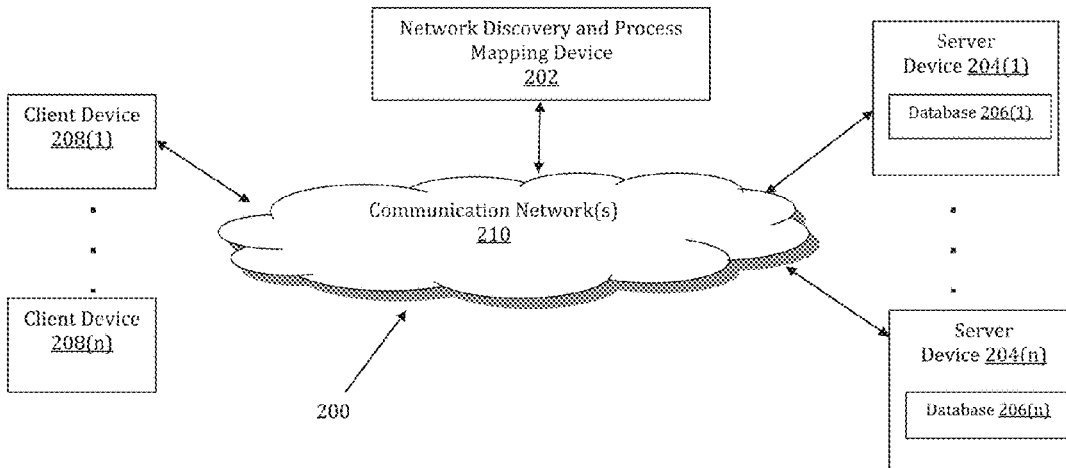 Network Discovery and Process
Mapping Device
202
Server
Device 204(1)
Database 206(1)
Client Device
208(1)
Communication Network(s)
210
Client Device
208(n)
Server
Device 204(n)
Database 206(n)
200